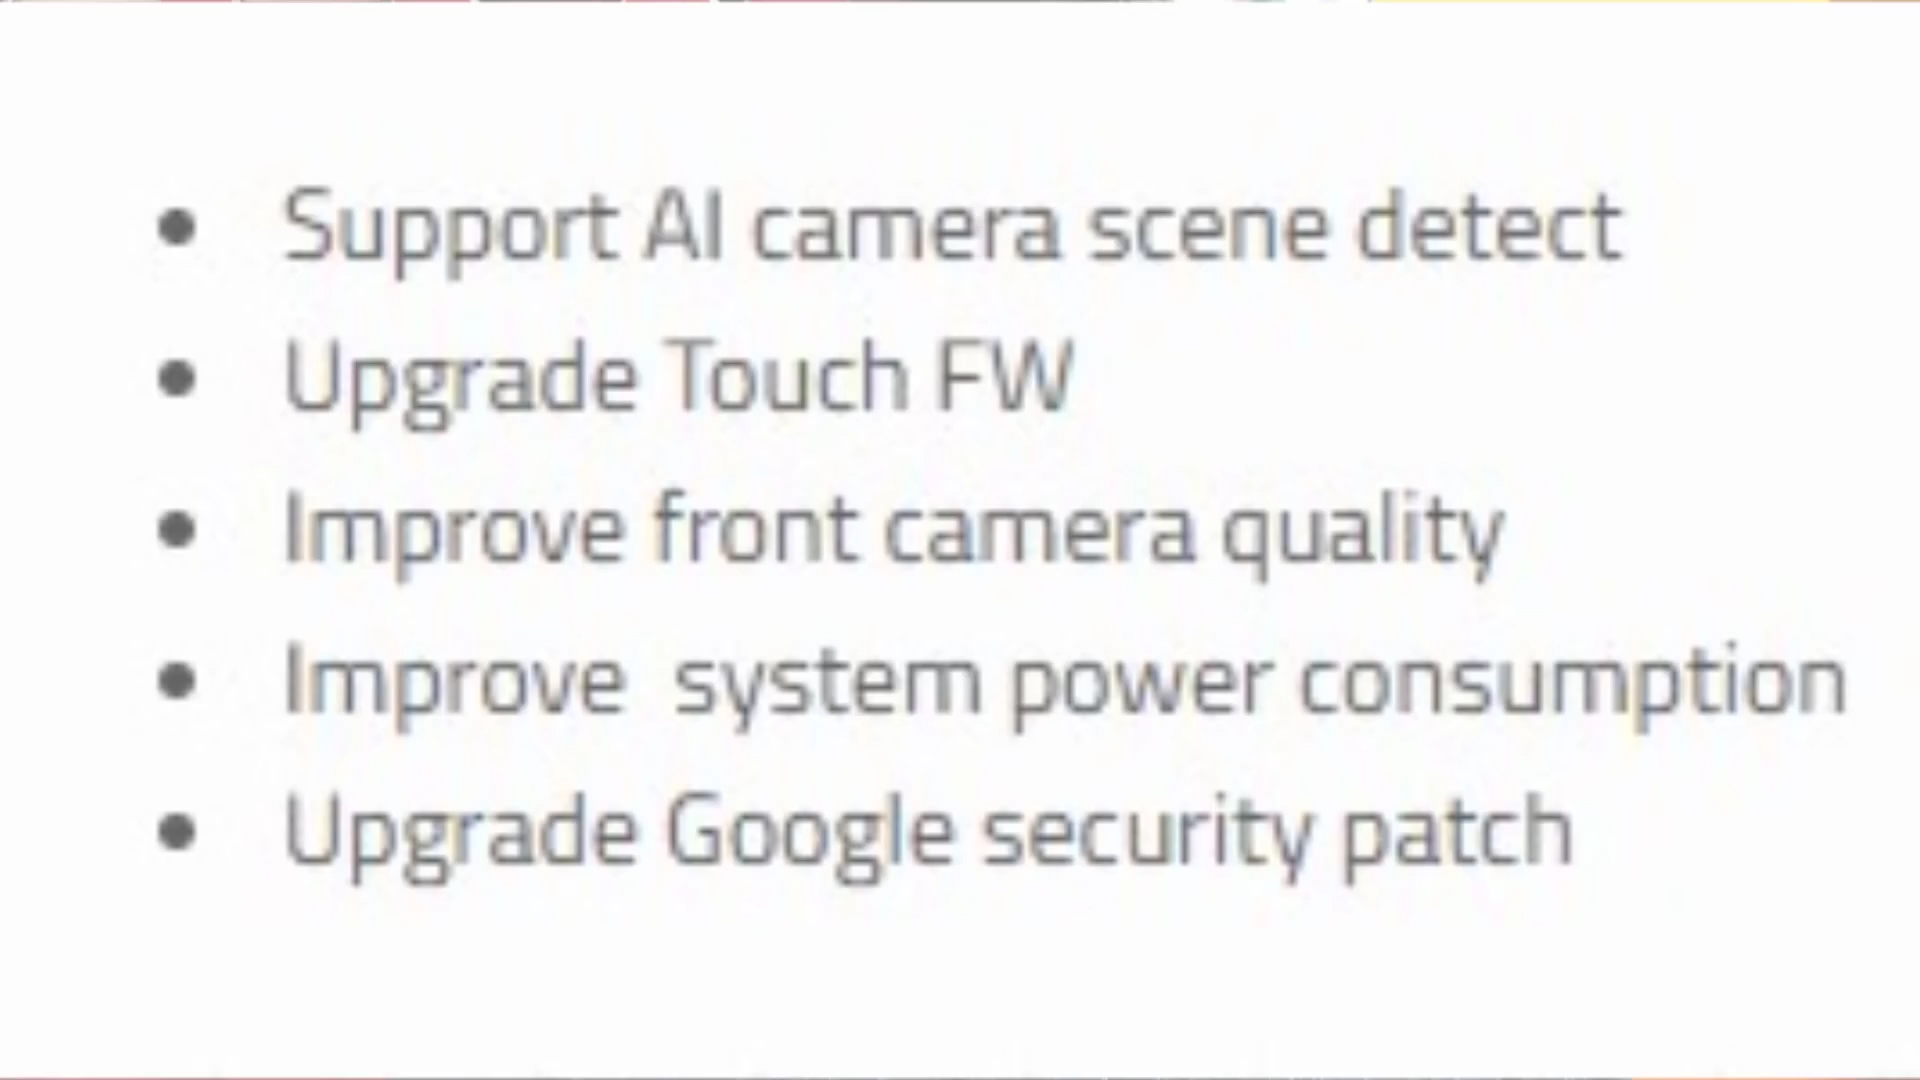 • Support AI camera scene detect
• Upgrade Touch FW
• Improve front camera quality
• Improve  system power consumption
• Upgrade Google security patch